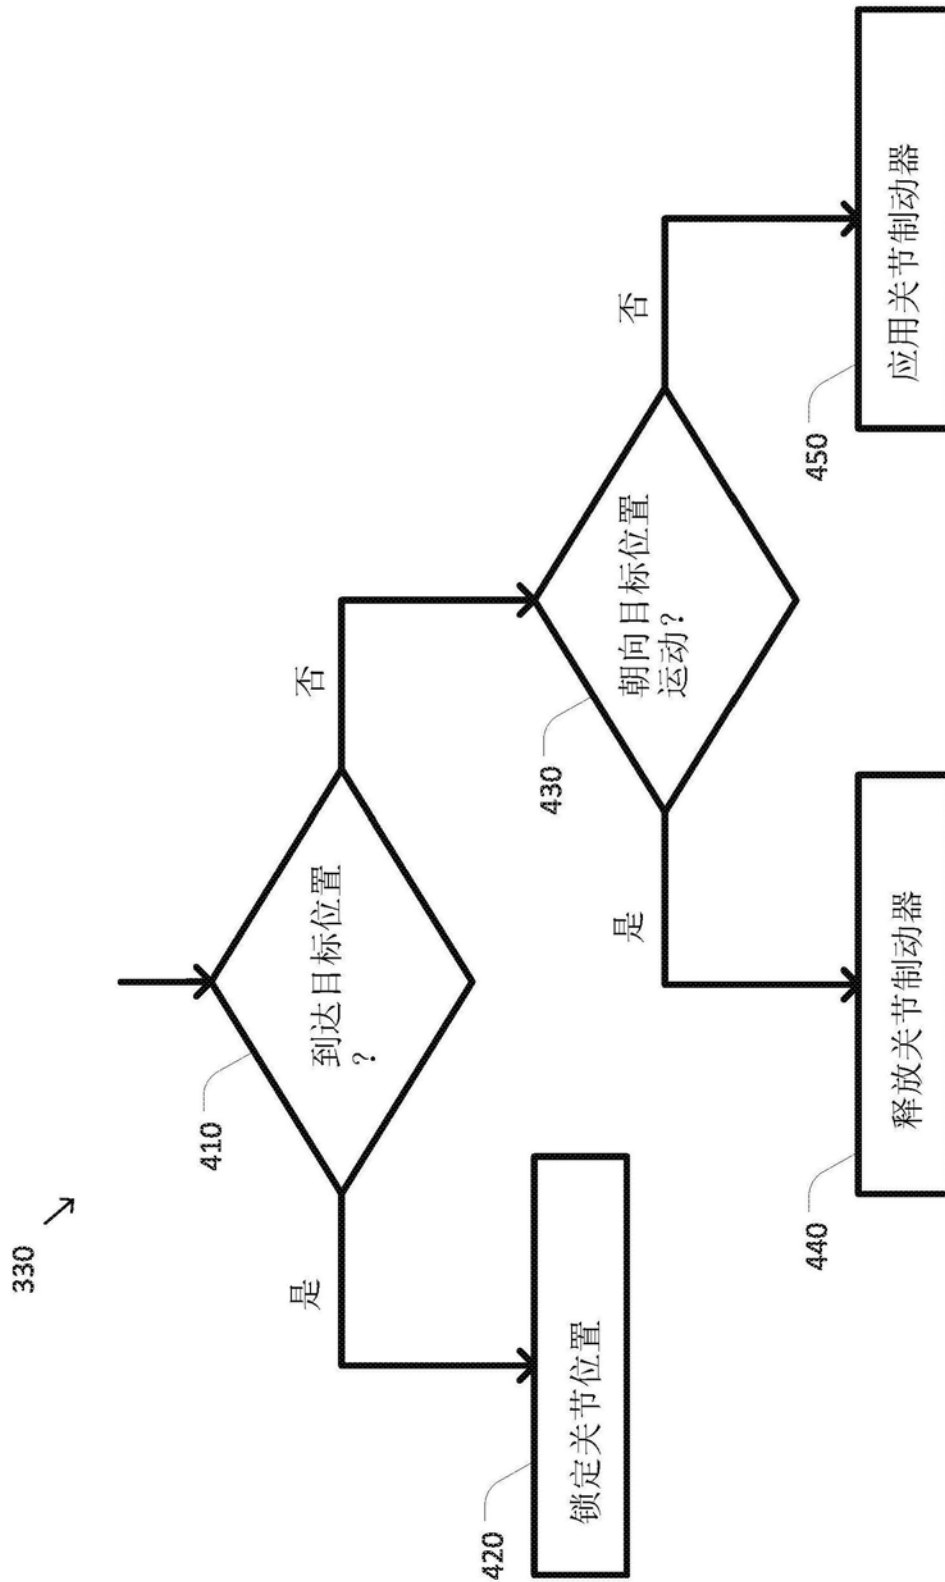 330
410
到达目标位置
？
是
否
420
锁定关节位置
430
朝向目标位置
运动？
是
否
440
释放关节制动器
450
应用关节制动器